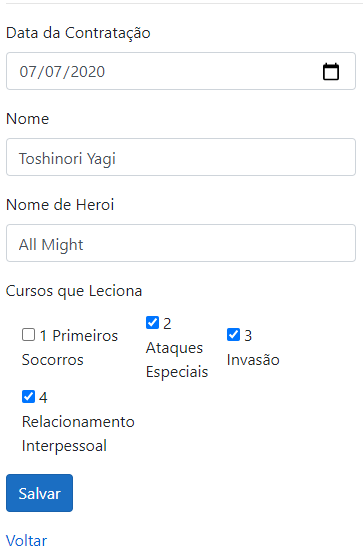 Data da Contratação
07/07/2020
Nome
Toshinori Yagi
Nome de Heroi
All Might
Cursos que Leciona
1 Primeiros
Socorros
2
Ataques
Especiais
3
Invasão
4
Relacionamento
Interpessoal
Salvar
Voltar